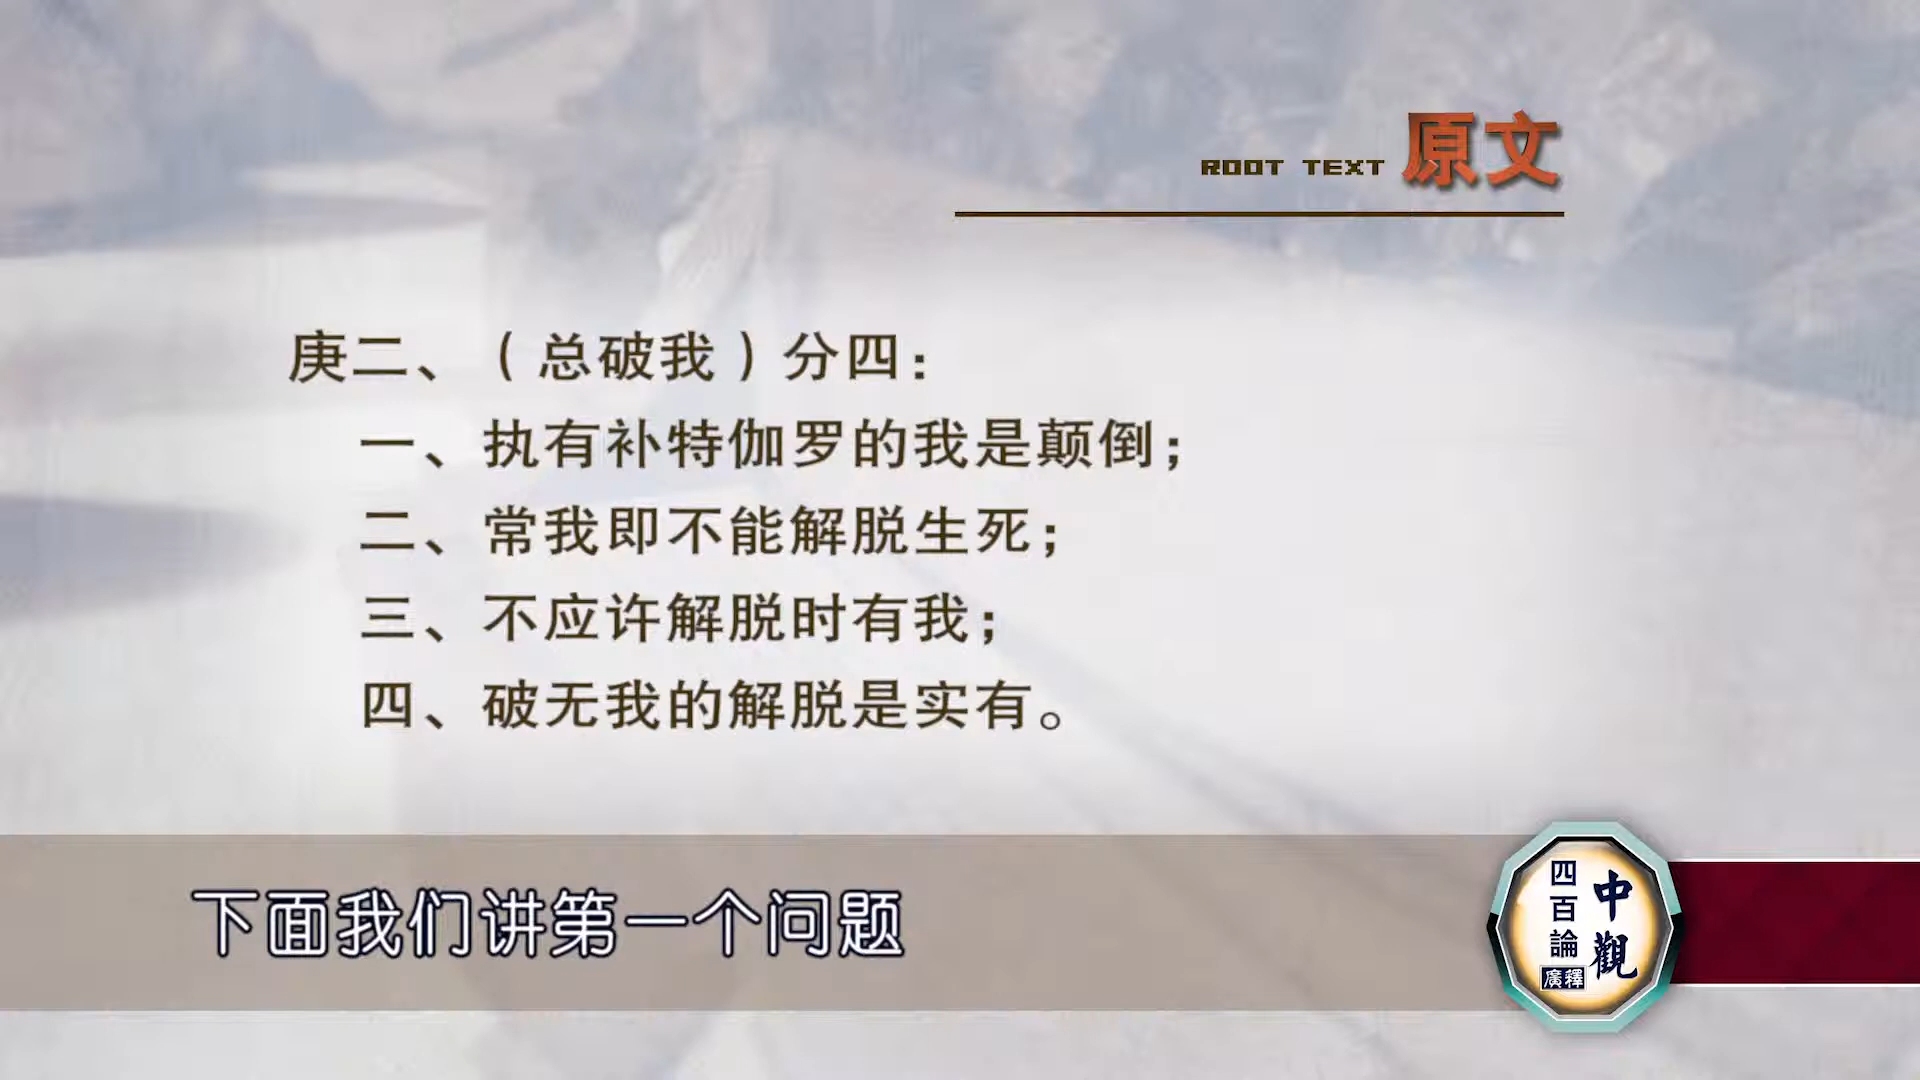 ROOT TEXT 原文
庚二、（总破我）分四：
一、执有补特伽罗的我是颠倒；
二、常我即不能解脱生死；
三、不应许解脱时有我；
四、破无我的解脱是实有。
下面我们讲第一个问题
中觀
四百論
廣釋